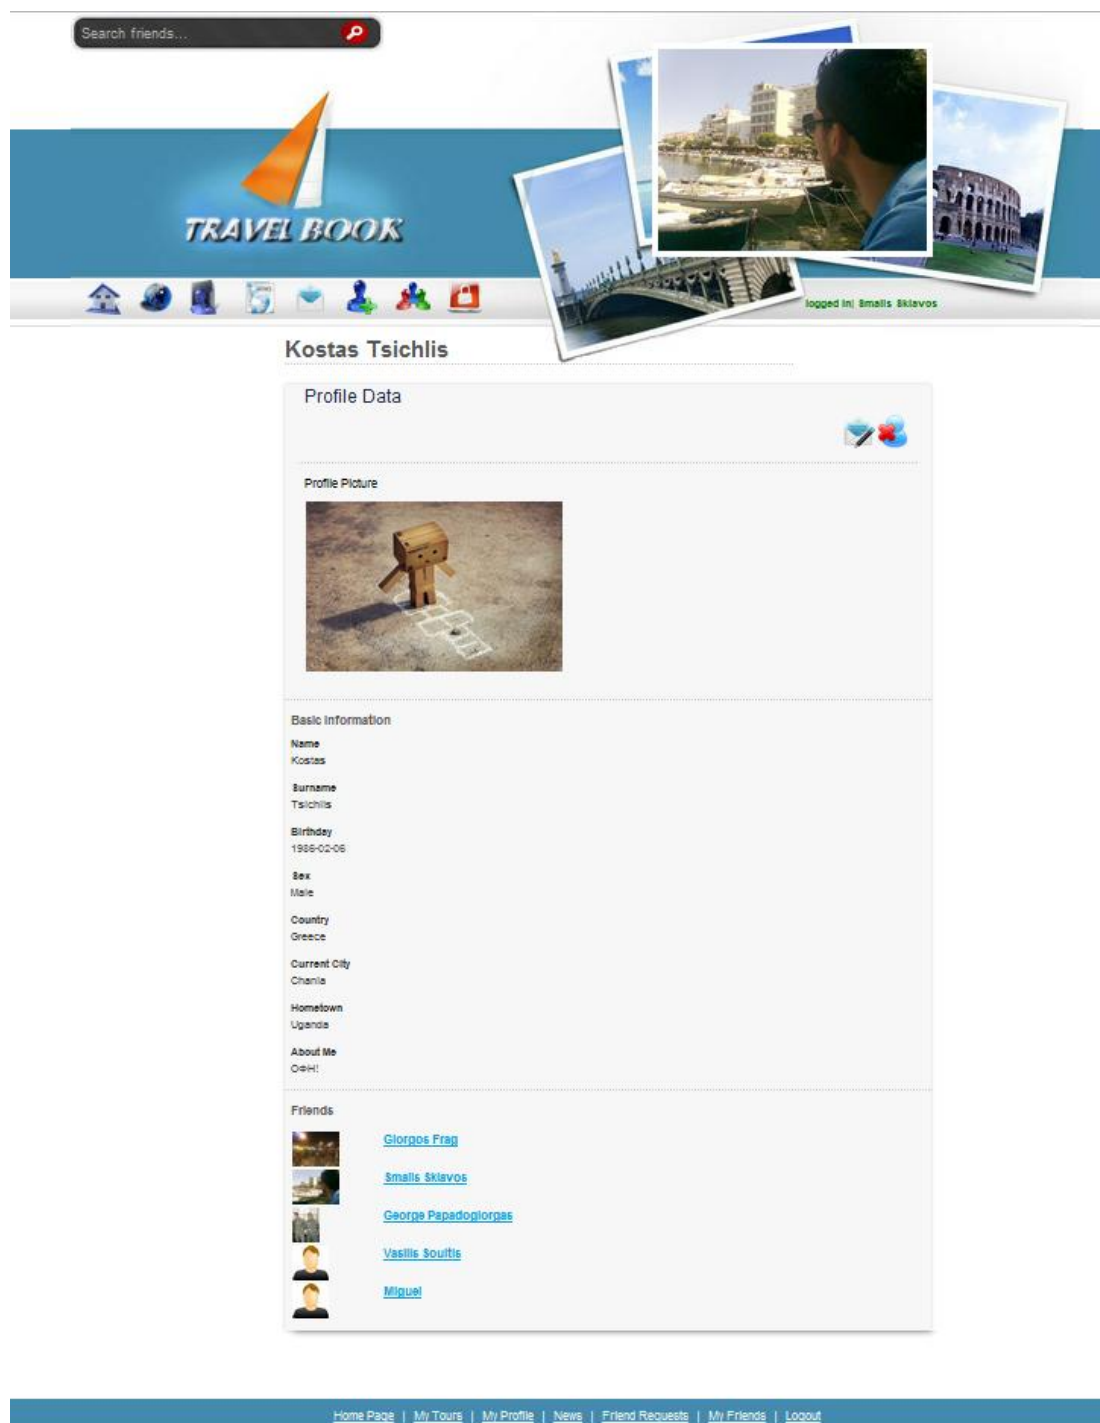 Search friends...
TRAVEL BOOK
logged in| Smails Sklavos
Kostas Tsichlis
Profile Data
Profile Picture
Basic Information
Name
Kostas
Surname
Tsichlis
Birthday
1986-02-06
Sex
Male
Country
Greece
Current City
Chania
Hometown
Uganda
About Me
ΟΦΗ!
Friends
Giorgos Frag
Smails Sklavos
George Papadogiorgas
Vasilis Soultis
Miguel
Home Page | My Tours | My Profile | News | Friend Requests | My Friends | Logout